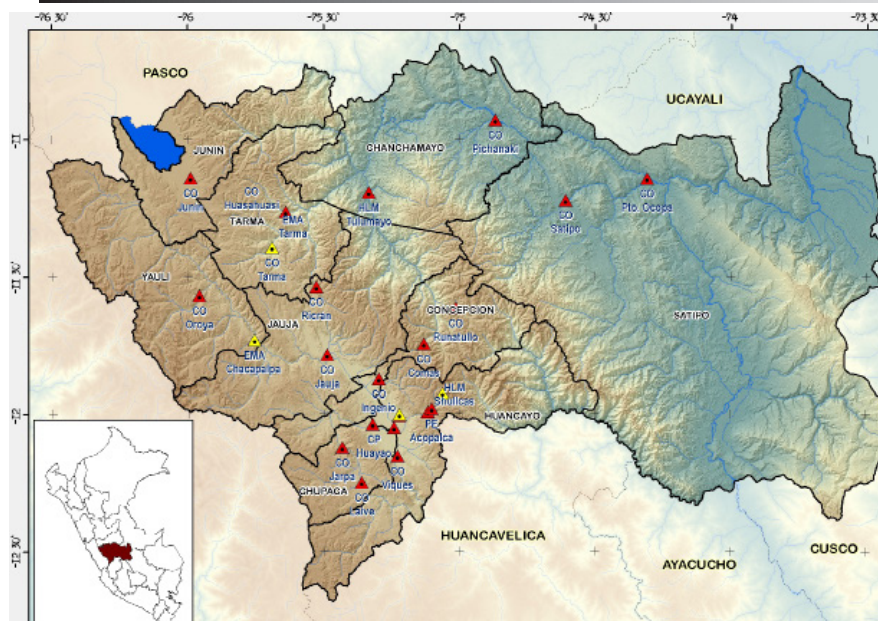 -76.30
-76
-75.30
-75
-74.30
-74
-73.30
PASCO
UCAYALI
-11
CO
Pichanaki
JUNIN
CHANCHAMAYO
CO
Junin
CO
Huasahuasi
TARMA
EMA
Tarma
HLM
Tulumayo
CO
Satipo
CO
Pto. Ocopa
CO
Tarma
-11.30
YAULI
CO
Oroya
CO
Ricran
JAUJA
CONCEPCION
CO
Runatullo
SATIPO
EMA
Chacapalpa
CO
Jauja
CO
Comas
-12
CO
Ingenio
HLM
Shullcas
HUANCAYO
PE
Acopalca
CP
Huayao
CO
Jarpa
CO
Viques
CHUPACA
CO
Laive
-12.30
HUANCAVELICA
AYACUCHO
CUSCO